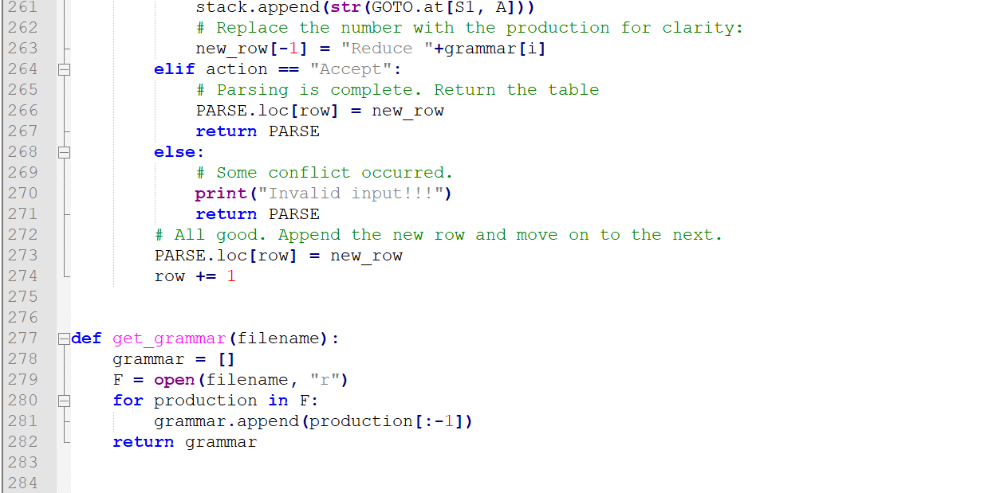 261 stack.append(str(GOTO.at[S1, A]))
262 # Replace the number with the production for clarity:
263 new_row[-1] = "Reduce "+grammar[i]
264 elif action == "Accept":
265 # Parsing is complete. Return the table
266 PARSE.loc[row] = new_row
267 return PARSE
268 else:
269 # Some conflict occurred.
270 print("Invalid input!!!")
271 return PARSE
272 # All good. Append the new row and move on to the next.
273 PARSE.loc[row] = new_row
274 row += 1
275
276
277 def get_grammar(filename):
278 grammar = []
279 F = open(filename, "r")
280 for production in F:
281 grammar.append(production[:-1])
282 return grammar
283
284